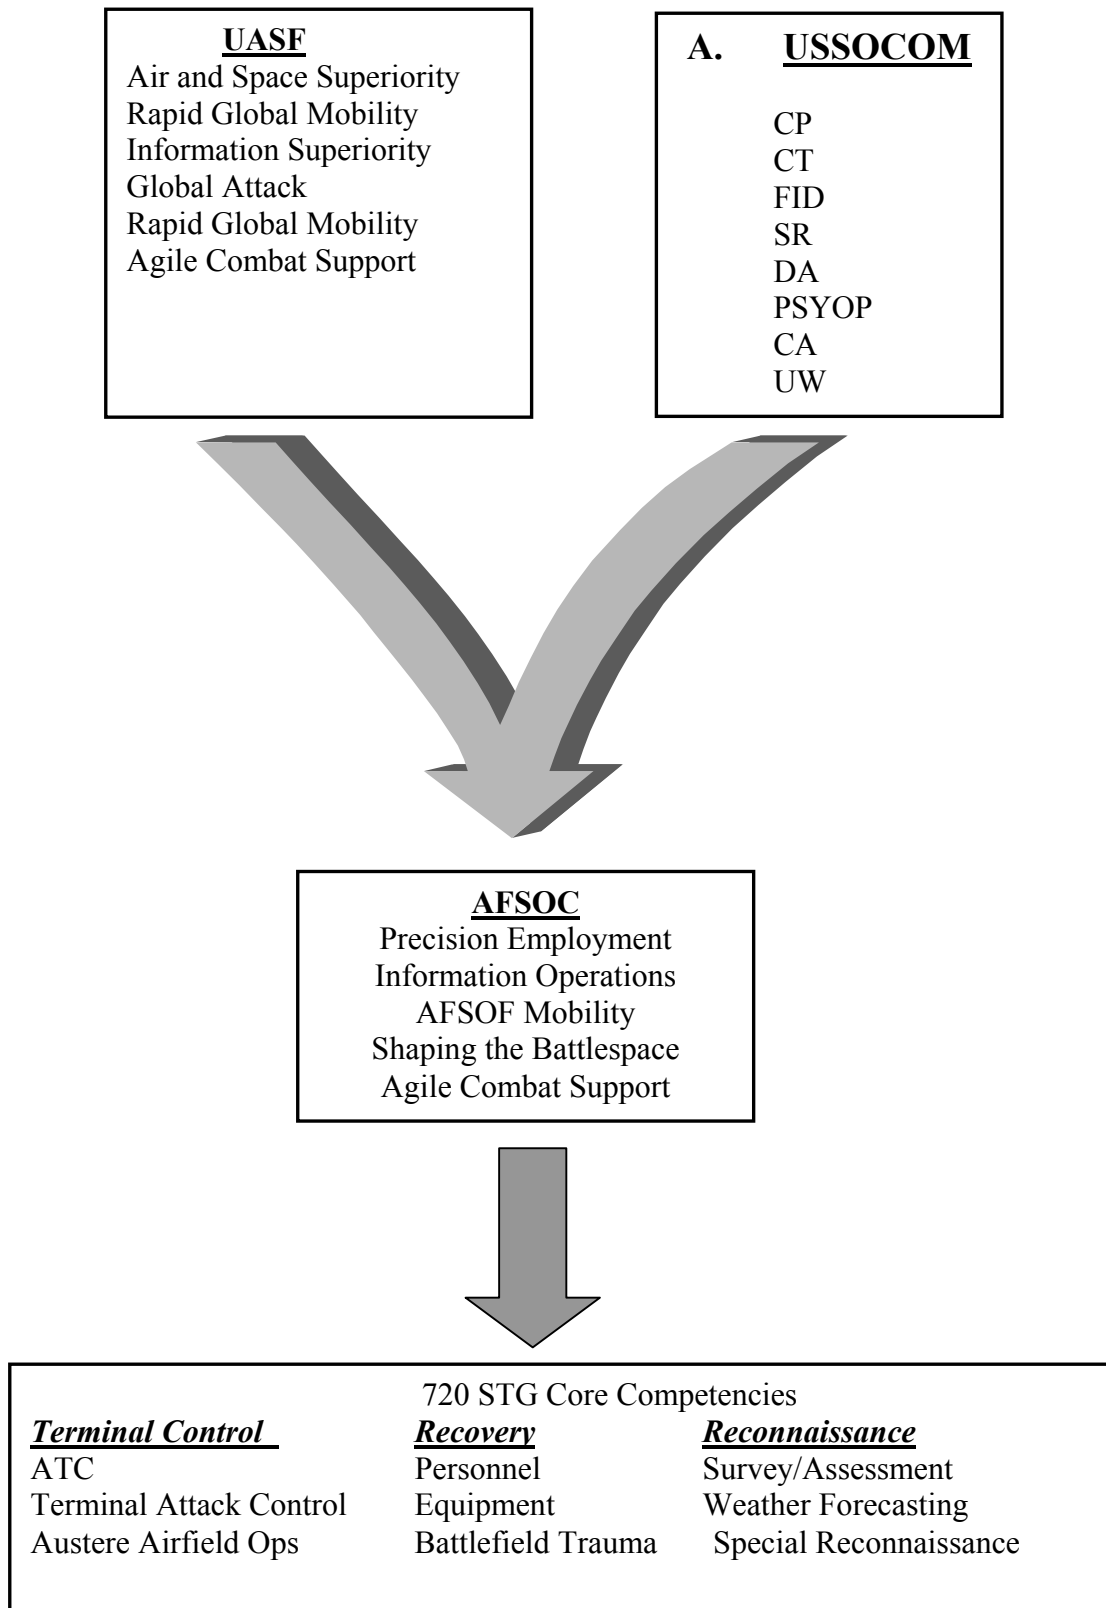 UASF
Air and Space Superiority
Rapid Global Mobility
Information Superiority
Global Attack
Rapid Global Mobility
Agile Combat Support
A. USSOCOM
CP
CT
FID
SR
DA
PSYOP
CA
UW
AFSOC
Precision Employment
Information Operations
AFSOF Mobility
Shaping the Battlespace
Agile Combat Support
720 STG Core Competencies
Terminal Control Recovery Reconnaissance
ATC Personnel Survey/Assessment
Terminal Attack Control Equipment Weather Forecasting
Austere Airfield Ops Battlefield Trauma Special Reconnaissance